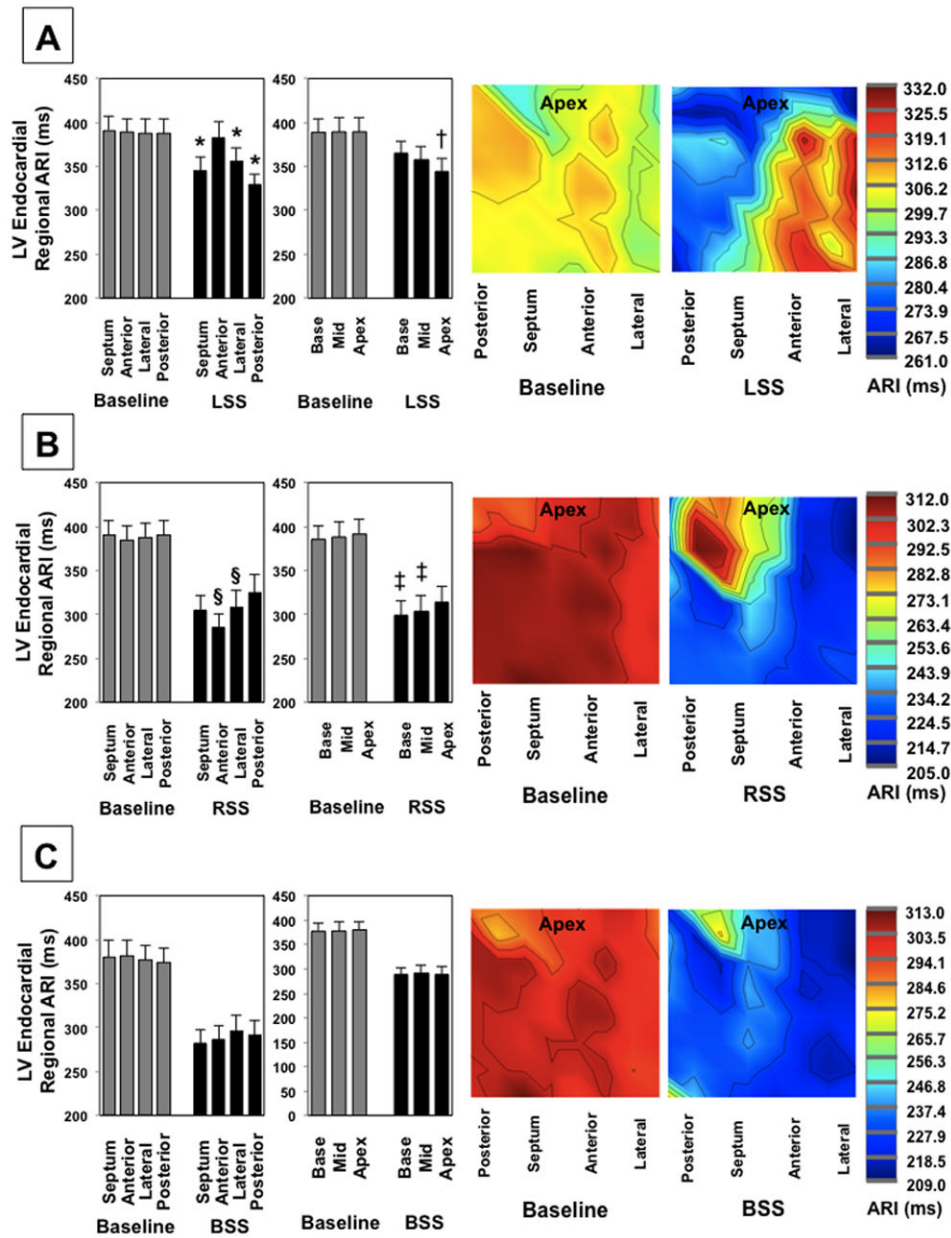 A
LV Endocardial
Regional ARI (ms)
450
400
350
300
250
200
* * *
Septum
Anterior
Lateral
Posterior
Baseline
Septum
Anterior
Lateral
Posterior
LSS
450
400
350
300
250
200
†
Base
Mid
Apex
Baseline
Base
Mid
Apex
LSS
Apex
Posterior
Septum
Anterior
Lateral
Baseline
Apex
Posterior
Septum
Anterior
Lateral
LSS
332.0
325.5
319.1
312.6
306.2
299.7
293.3
286.8
280.4
273.9
267.5
261.0
ARI (ms)
B
LV Endocardial
Regional ARI (ms)
450
400
350
300
250
200
§ §
Septum
Anterior
Lateral
Posterior
Baseline
Septum
Anterior
Lateral
Posterior
RSS
450
400
350
300
250
200
‡ ‡
Base
Mid
Apex
Baseline
Base
Mid
Apex
RSS
Apex
Posterior
Septum
Anterior
Lateral
Baseline
Apex
Posterior
Septum
Anterior
Lateral
RSS
312.0
302.3
292.5
282.8
273.1
263.4
253.6
243.9
234.2
224.5
214.7
205.0
ARI (ms)
C
LV Endocardial
Regional ARI (ms)
450
400
350
300
250
200
Septum
Anterior
Lateral
Posterior
Baseline
Septum
Anterior
Lateral
Posterior
BSS
450
400
350
300
250
200
150
100
50
0
Base
Mid
Apex
Baseline
Base
Mid
Apex
BSS
Apex
Posterior
Septum
Anterior
Lateral
Baseline
Apex
Posterior
Septum
Anterior
Lateral
BSS
313.0
303.5
294.1
284.6
275.2
265.7
256.3
246.8
237.4
227.9
218.5
209.0
ARI (ms)